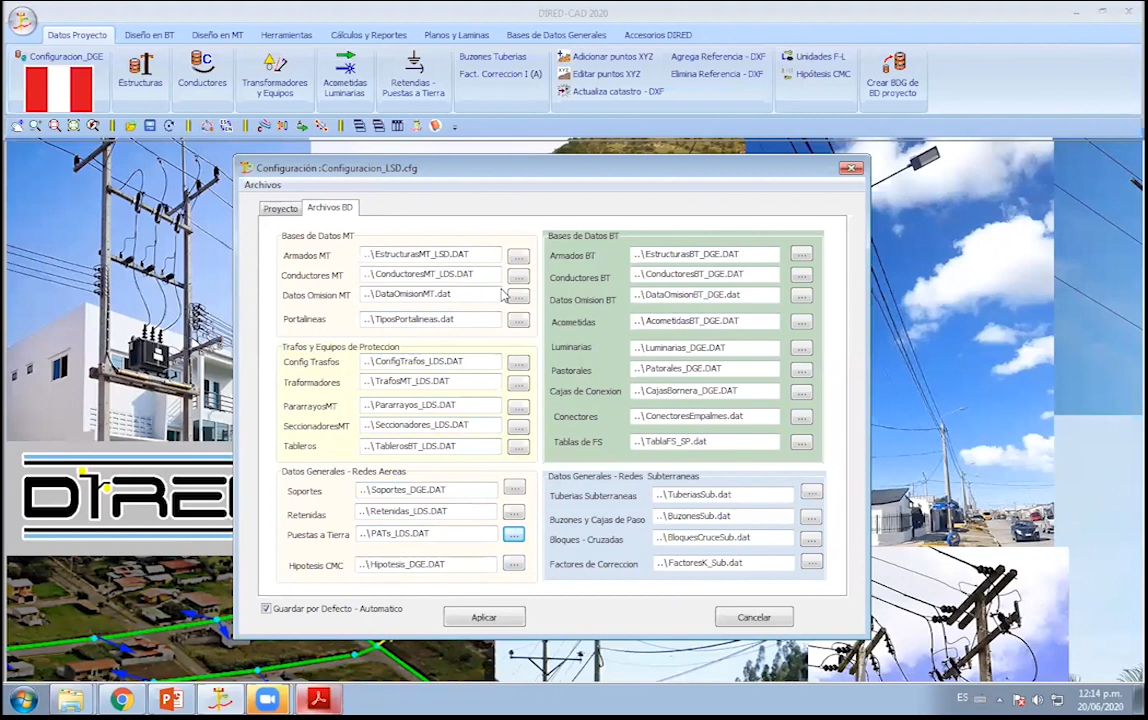 DIRED-CAD 2020
Datos Proyecto
Diseño en BT
Diseño en MT
Herramientas
Cálculos y Reportes
Planos y Laminas
Bases de Datos Generales
Accesorios DIRED
Configuracion_DGE
Estructuras
Conductores
Transformadores
y Equipos
Acometidas
Luminarias
Retendias -
Puestas a Tierra
Buzones Tuberias
Fact. Correccion I (A)
Adicionar puntos XYZ
Editar puntos XYZ
Actualiza catastro - DXF
Agrega Referencia - DXF
Elimina Referencia - DXF
Unidades F-L
Hipótesis CMC
Crear BDG de
BD proyecto
Configuración :Configuracion_LSD.cfg
Archivos
Proyecto
Archivos BD
Bases de Datos MT
Armados MT ..\EstructurasMT_LSD.DAT ...
Conductores MT ..\ConductoresMT_LDS.DAT ...
Datos Omision MT ..\DataOmisionMT.dat ...
Portalineas ..\TiposPortalineas.dat ...
Trafos y Equipos de Proteccion
Config Trasfos ..\ConfigTrafos_LDS.DAT ...
Traformadores ..\TrafosMT_LDS.DAT ...
PararrayosMT ..\Pararrayos_LDS.DAT ...
SeccionadoresMT ..\Seccionadores_LDS.DAT ...
Tableros ..\TablerosBT_LDS.DAT ...
Datos Generales - Redes Aereas
Soportes ..\Soportes_DGE.DAT ...
Retenidas ..\Retenidas_LDS.DAT ...
Puestas a Tierra ..\PATs_LDS.DAT ...
Hipotesis CMC ..\Hipotesis_DGE.DAT ...
Bases de Datos BT
Armados BT ..\EstructurasBT_DGE.DAT ...
Conductores BT ..\ConductoresBT_DGE.DAT ...
Datos Omision BT ..\DataOmisionBT_DGE.dat ...
Acometidas ..\AcometidasBT_DGE.DAT ...
Luminarias ..\Luminarias_DGE.DAT ...
Pastorales ..\Patorales_DGE.DAT ...
Cajas de Conexion ..\CajasBornera_DGE.DAT ...
Conectores ..\ConectoresEmpalmes.dat ...
Tablas de FS ..\TablaFS_SP.dat ...
Datos Generales - Redes Subterraneas
Tuberias Subterraneas ..\TuberiasSub.dat ...
Buzones y Cajas de Paso ..\BuzonesSub.dat ...
Bloques - Cruzadas ..\BloquesCruceSub.dat ...
Factores de Correccion ..\FactoresK_Sub.dat ...
Guardar por Defecto - Automatico
Aplicar
Cancelar
DIRED
ES
12:14 p.m.
20/06/2020